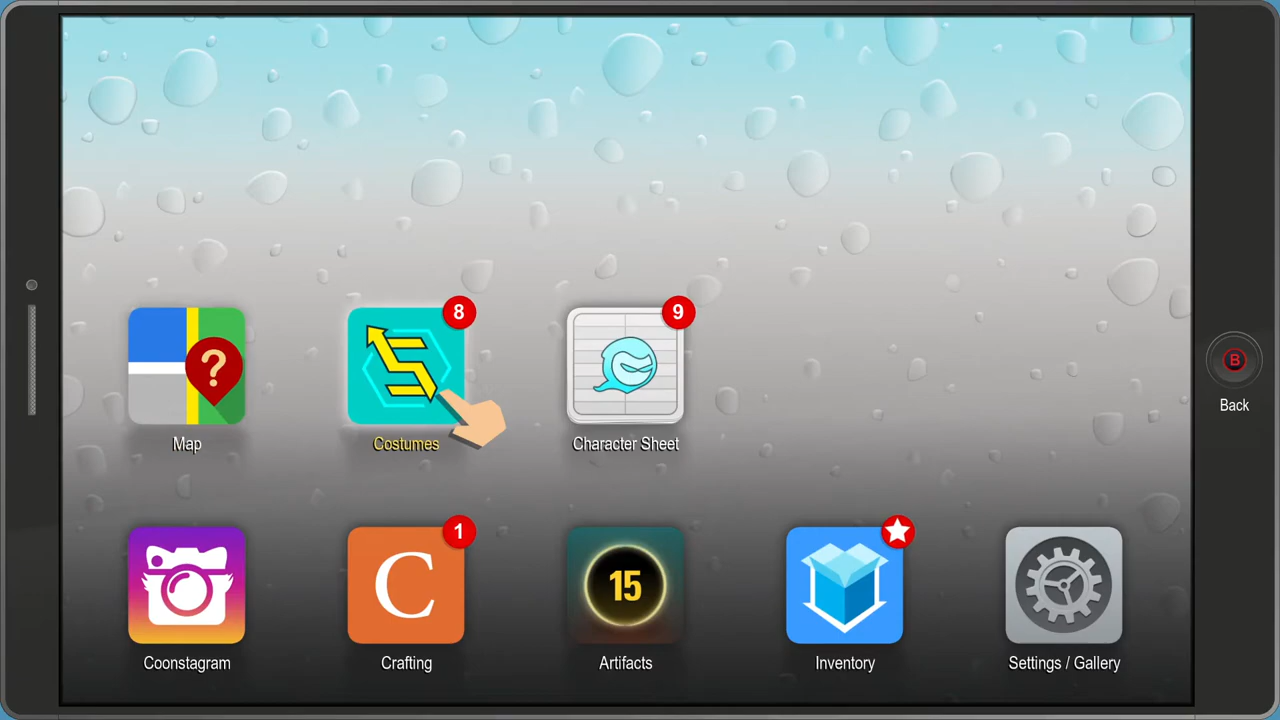 8
9
?
Map
Costumes
Character Sheet
B
Back
1
C
15
Coonstagram
Crafting
Artifacts
Inventory
Settings / Gallery